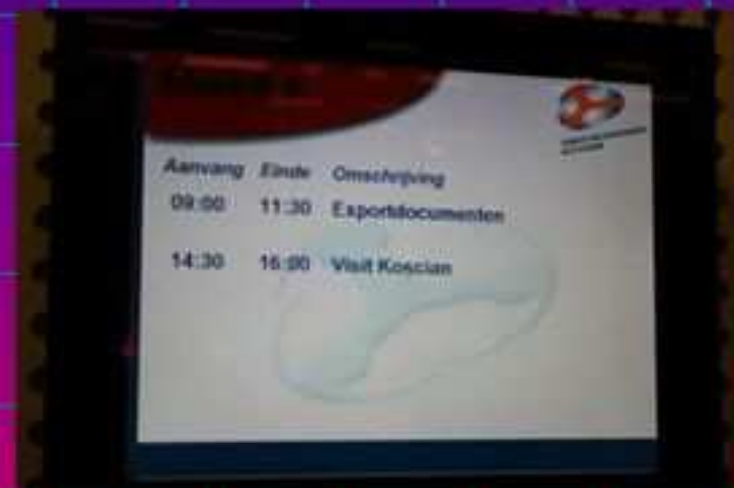 Aanvang Einde Omschrijving
09:00 11:30 Exportdocumenten
14:30 16:00 Visit Koscian